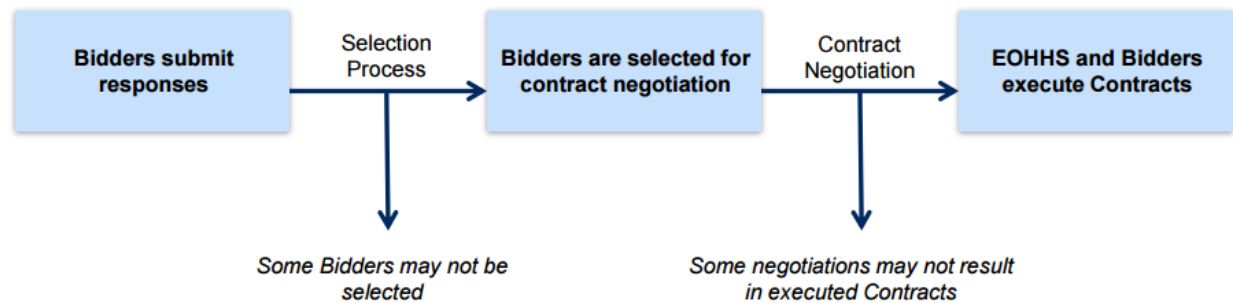 Bidders submit
responses
Selection
Process
Bidders are selected for
contract negotiation
Contract
Negotiation
EOHHS and Bidders
execute Contracts
Some Bidders may not be
selected
Some negotiations may not result
in executed Contracts